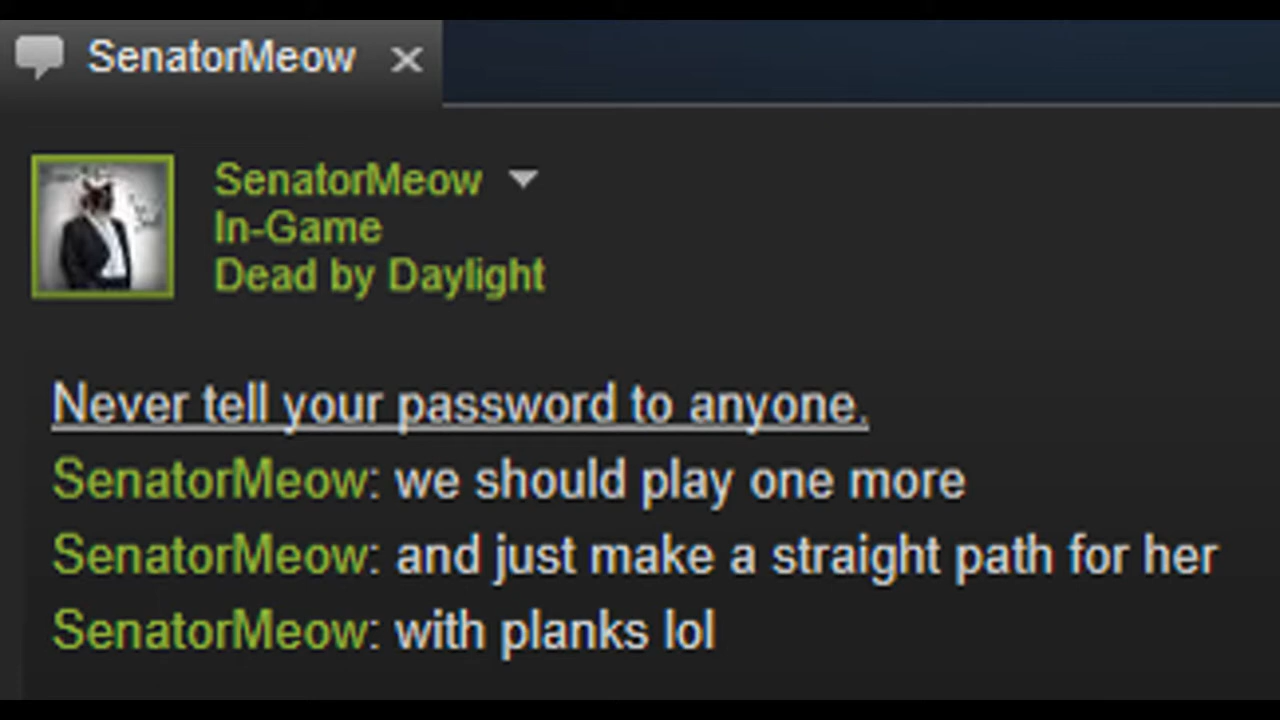 SenatorMeow
SenatorMeow
In-Game
Dead by Daylight
Never tell your password to anyone.
SenatorMeow: we should play one more
SenatorMeow: and just make a straight path for her
SenatorMeow: with planks lol